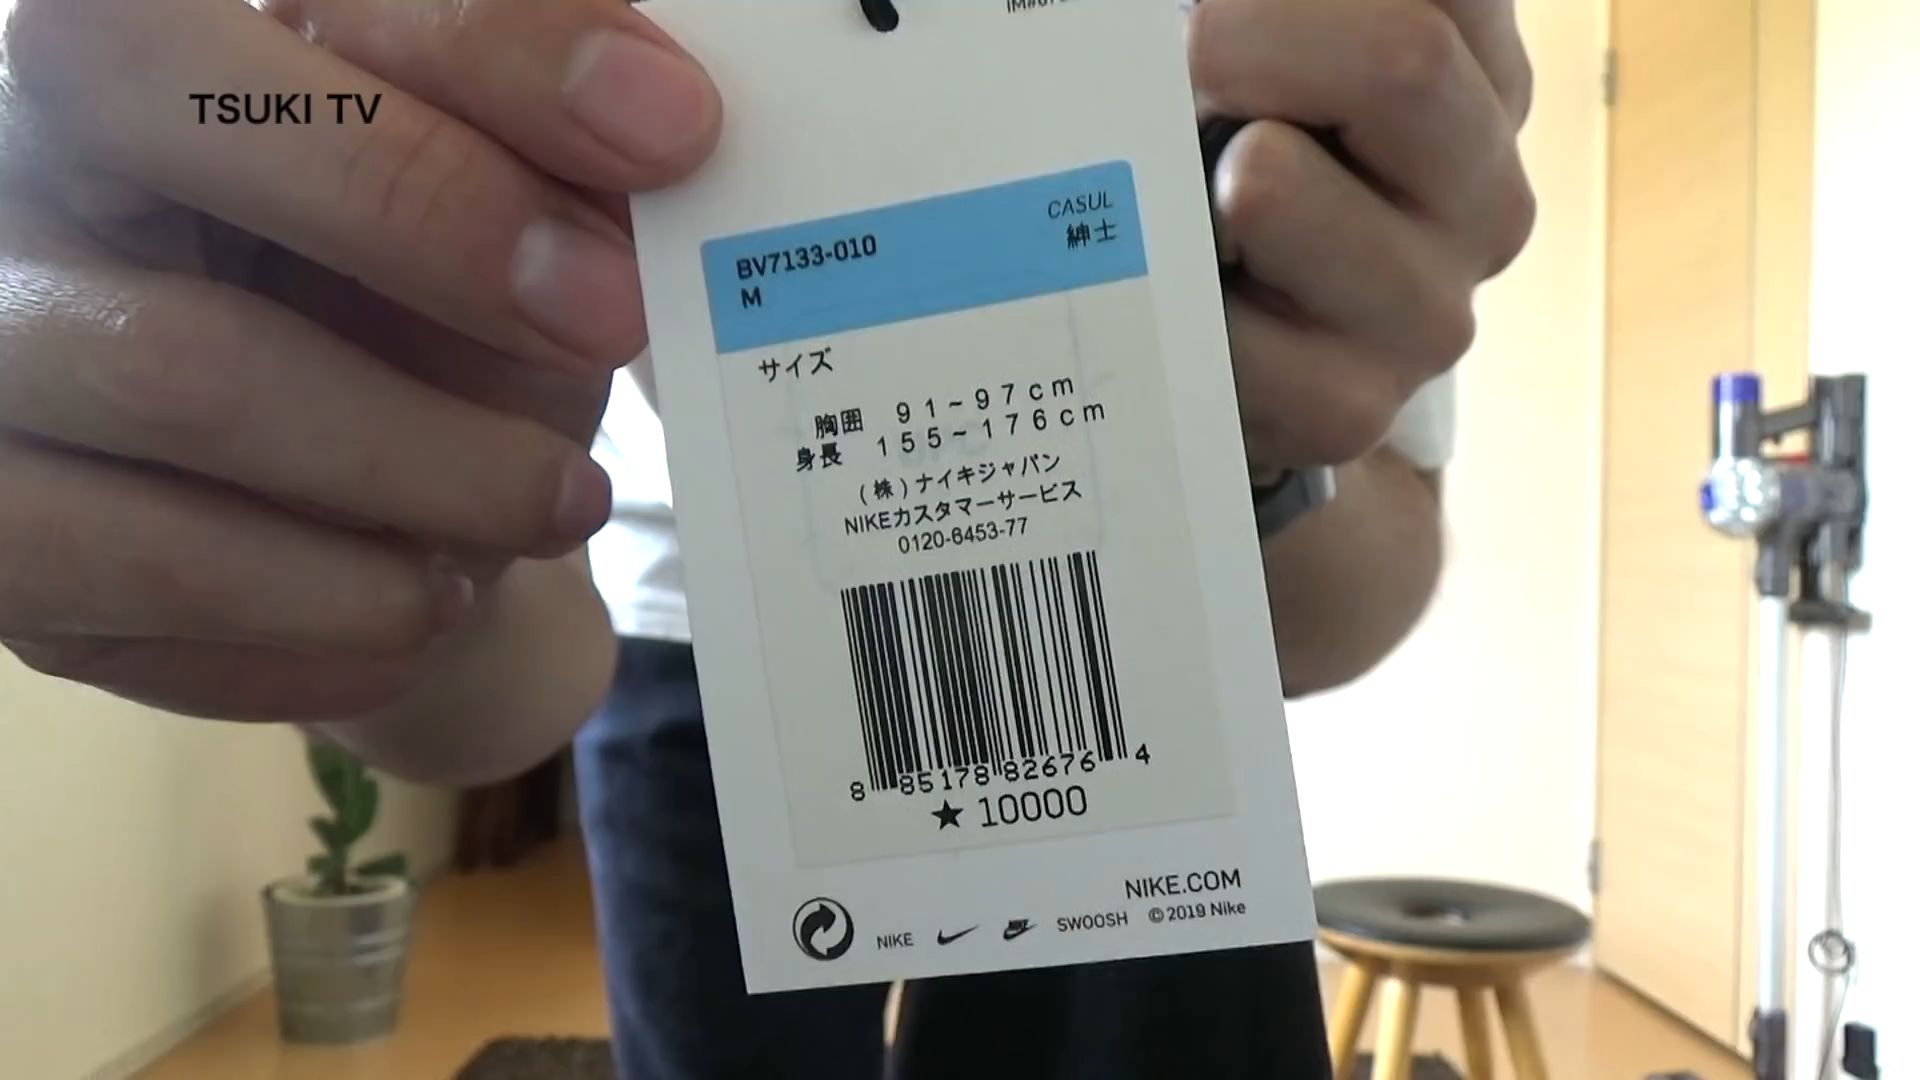 TSUKI TV
CASUL
紳士
BV7133-010
M
サイズ
胸囲 91~97cm
身長 155~176cm
(株)ナイキジャパン
NIKEカスタマーサービス
0120-6453-77
8 85178 82676 4
★ 10000
NIKE.COM
NIKE NIKE SWOOSH ©2019 Nike